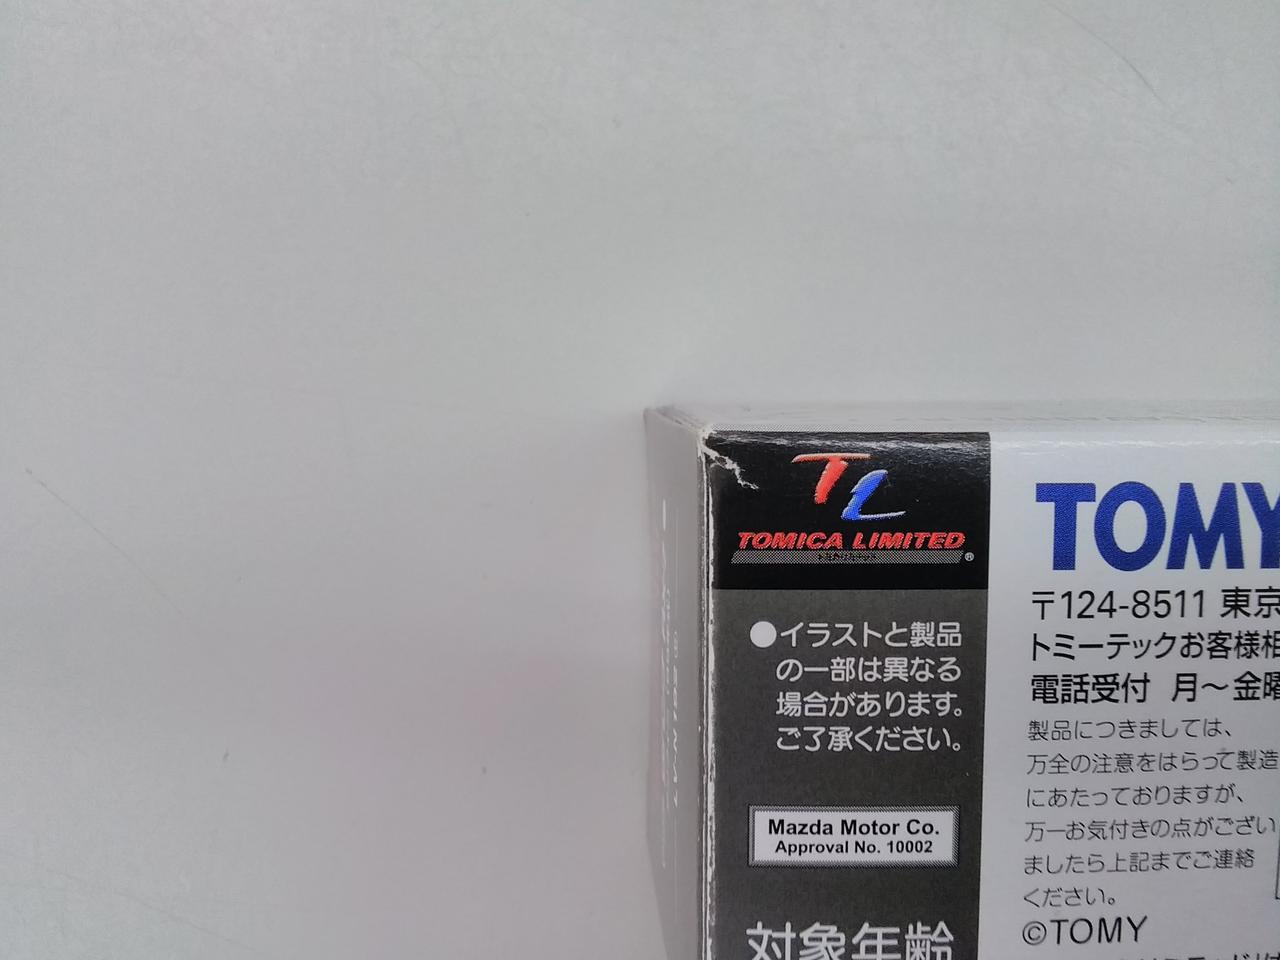 TL
TOMICA LIMITED
®
●イラストと製品
の一部は異なる
場合があります。
ご了承ください。
Mazda Motor Co.
Approval No. 10002
対象年齢
TOMY
〒124-8511 東京
トミーテックお客様相
電話受付 月～金曜
製品につきましては、
万全の注意をはらって製造
にあたっておりますが、
万一お気付きの点がござい
ましたら上記までご連絡
ください。
©TOMY